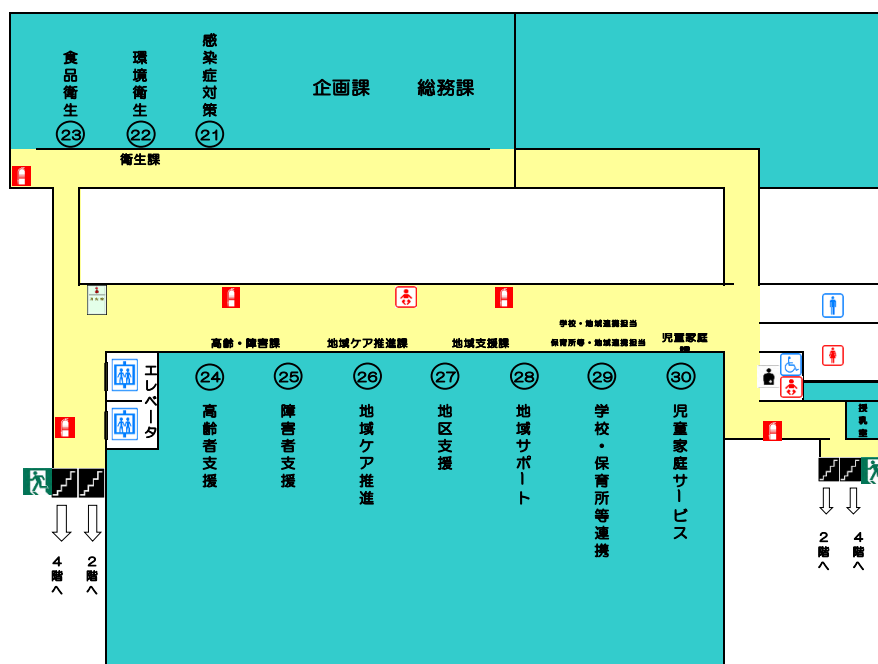 食品衛生
㉓
環境衛生
㉒
感染症対策
㉑
企画課
総務課
衛生課
高齢・障害課
地域ケア推進課
地域支援課
学校・地域連携担当
保育所等・地域連携担当
児童家庭
課
エレベータ
㉔
高齢者支援
㉕
障害者支援
㉖
地域ケア推進
㉗
地区支援
㉘
地域サポート
㉙
学校・保育所等連携
㉚
児童家庭サービス
授乳室
4階へ
2階へ
2階へ
4階へ